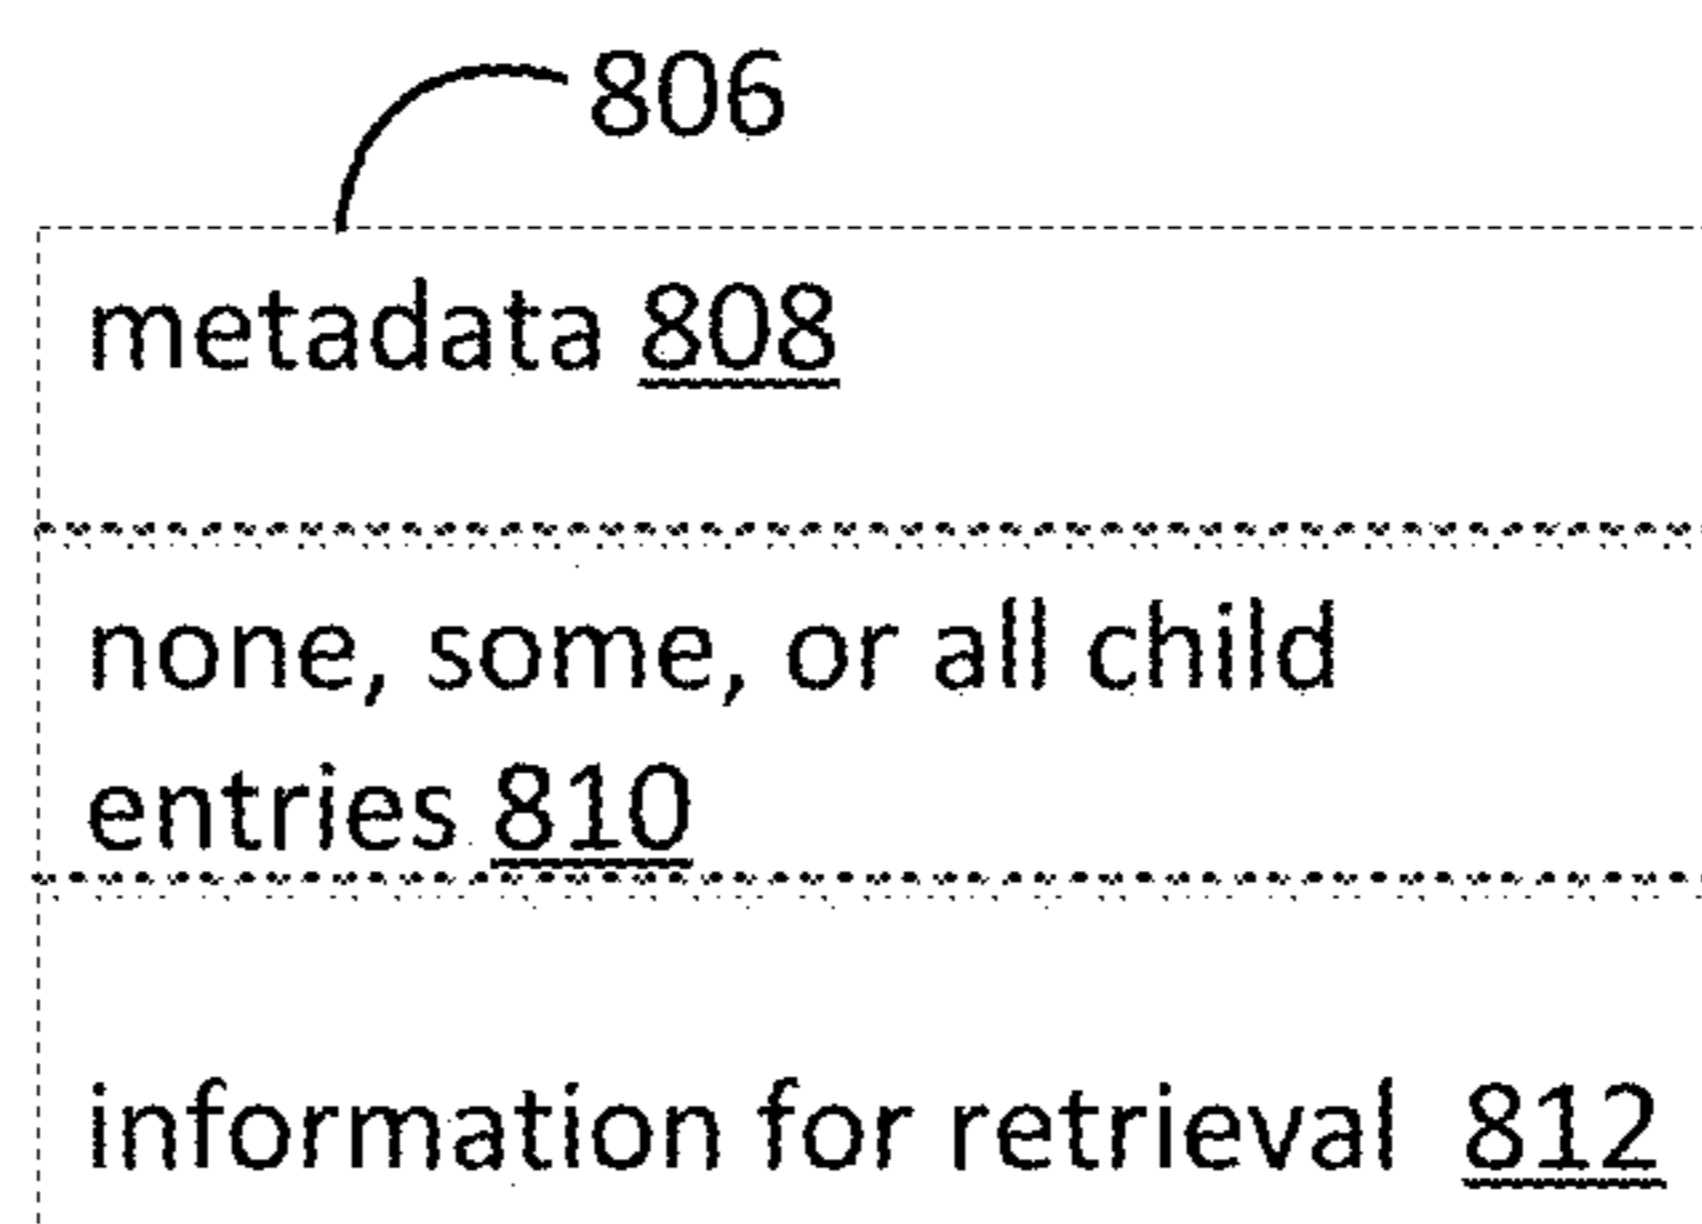 806
metadata 808
none, some, or all child
entries 810
information for retrieval 812